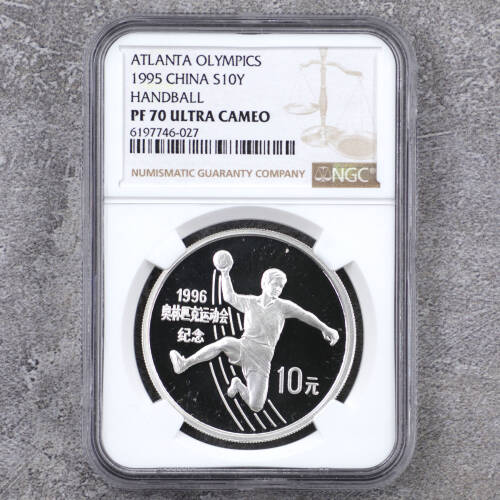 ATLANTA OLYMPICS
1995 CHINA S10Y
HANDBALL
PF 70 ULTRA CAMEO
6197746-027
NUMISMATIC GUARANTY COMPANY
NGC
1996
奥林匹克运动会
纪念
10元